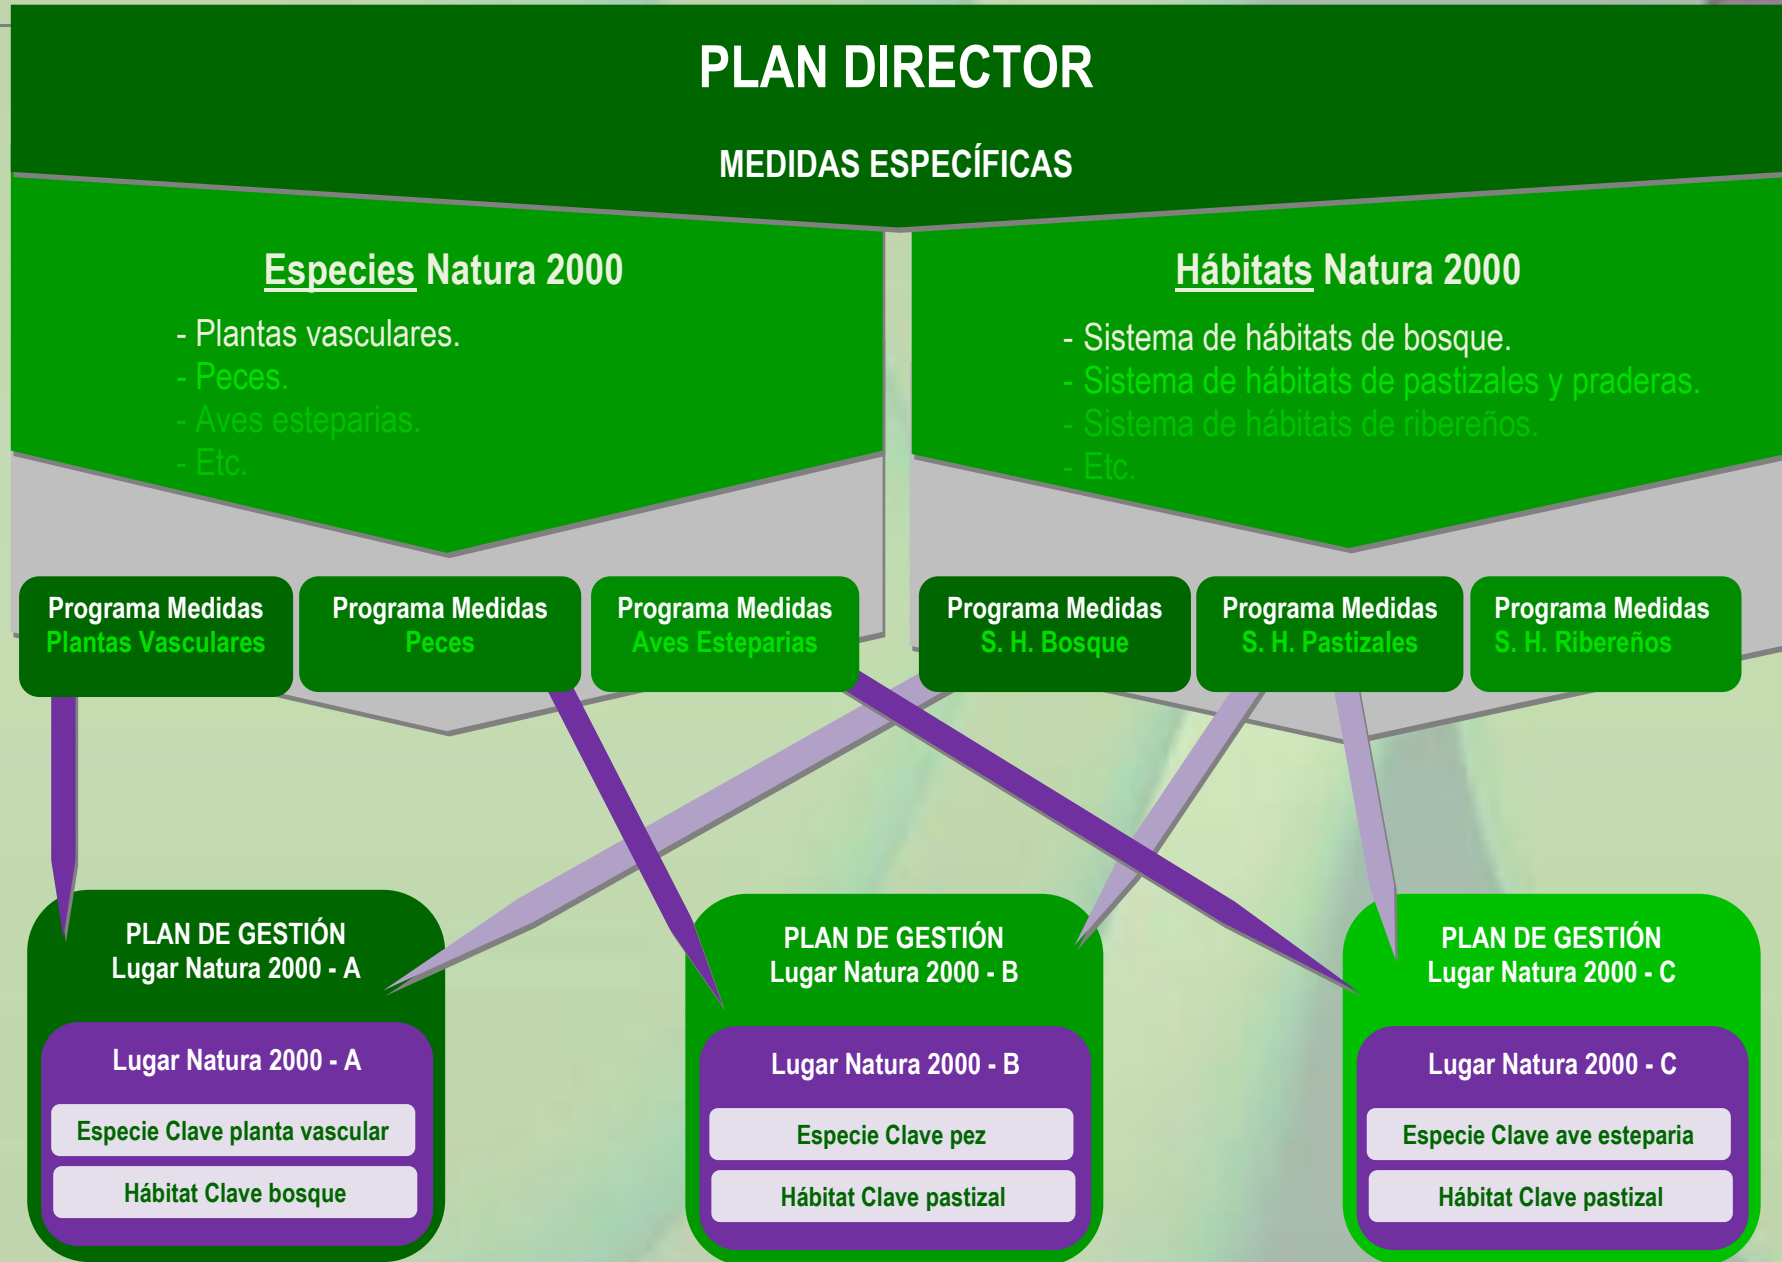 PLAN DIRECTOR
MEDIDAS ESPECÍFICAS
Especies Natura 2000
- Plantas vasculares.
- Peces.
- Aves esteparias.
- Etc.
Hábitats Natura 2000
- Sistema de hábitats de bosque.
- Sistema de hábitats de pastizales y praderas.
- Sistema de hábitats de ribereños.
- Etc.
Programa Medidas
Plantas Vasculares
Programa Medidas
Peces
Programa Medidas
Aves Esteparias
Programa Medidas
S. H. Bosque
Programa Medidas
S. H. Pastizales
Programa Medidas
S. H. Ribereños
PLAN DE GESTIÓN
Lugar Natura 2000 - A
Lugar Natura 2000 - A
Especie Clave planta vascular
Hábitat Clave bosque
PLAN DE GESTIÓN
Lugar Natura 2000 - B
Lugar Natura 2000 - B
Especie Clave pez
Hábitat Clave pastizal
PLAN DE GESTIÓN
Lugar Natura 2000 - C
Lugar Natura 2000 - C
Especie Clave ave esteparia
Hábitat Clave pastizal